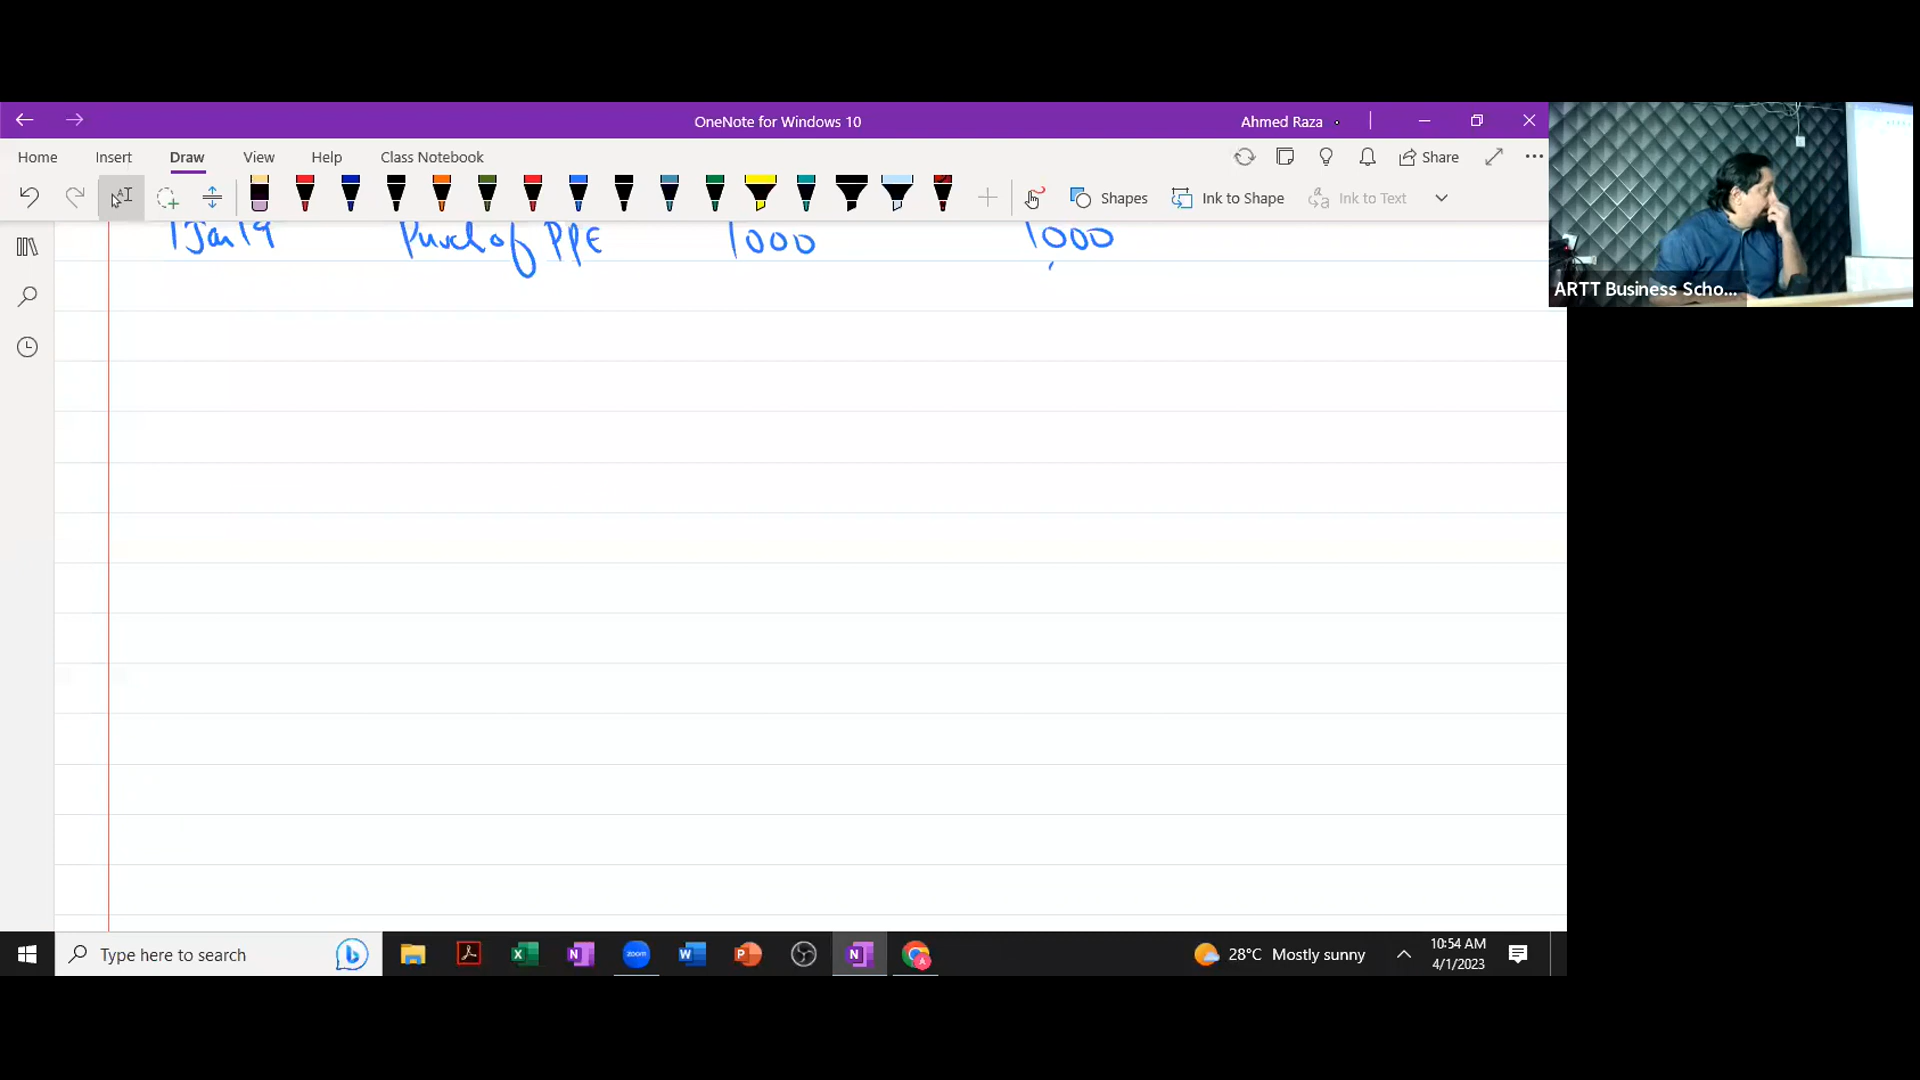 OneNote for Windows 10
Ahmed Raza
Home Insert Draw View Help Class Notebook
Share
Shapes
Ink to Shape
Ink to Text
1 Jan 19 Purch of PPE 1000 1000
ARTT Business Scho...
Type here to search
zoom
28°C Mostly sunny
10:54 AM
4/1/2023